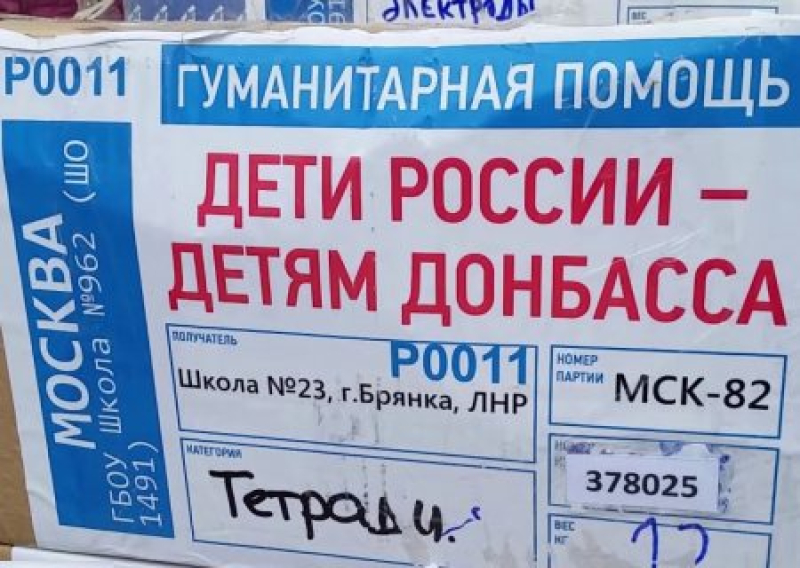 электроды
ВЕС
Р0011
ГУМАНИТАРНАЯ ПОМОЩЬ
ДЕТИ РОССИИ –
ДЕТЯМ ДОНБАССА
МОСКВА
ГБОУ Школа №962 (ШО
1491)
ПОЛУЧАТЕЛЬ
Р0011
Школа №23, г.Брянка, ЛНР
НОМЕР
ПАРТИИ
МСК-82
КАТЕГОРИЯ
Тетради.
378025
ВЕС
КГ